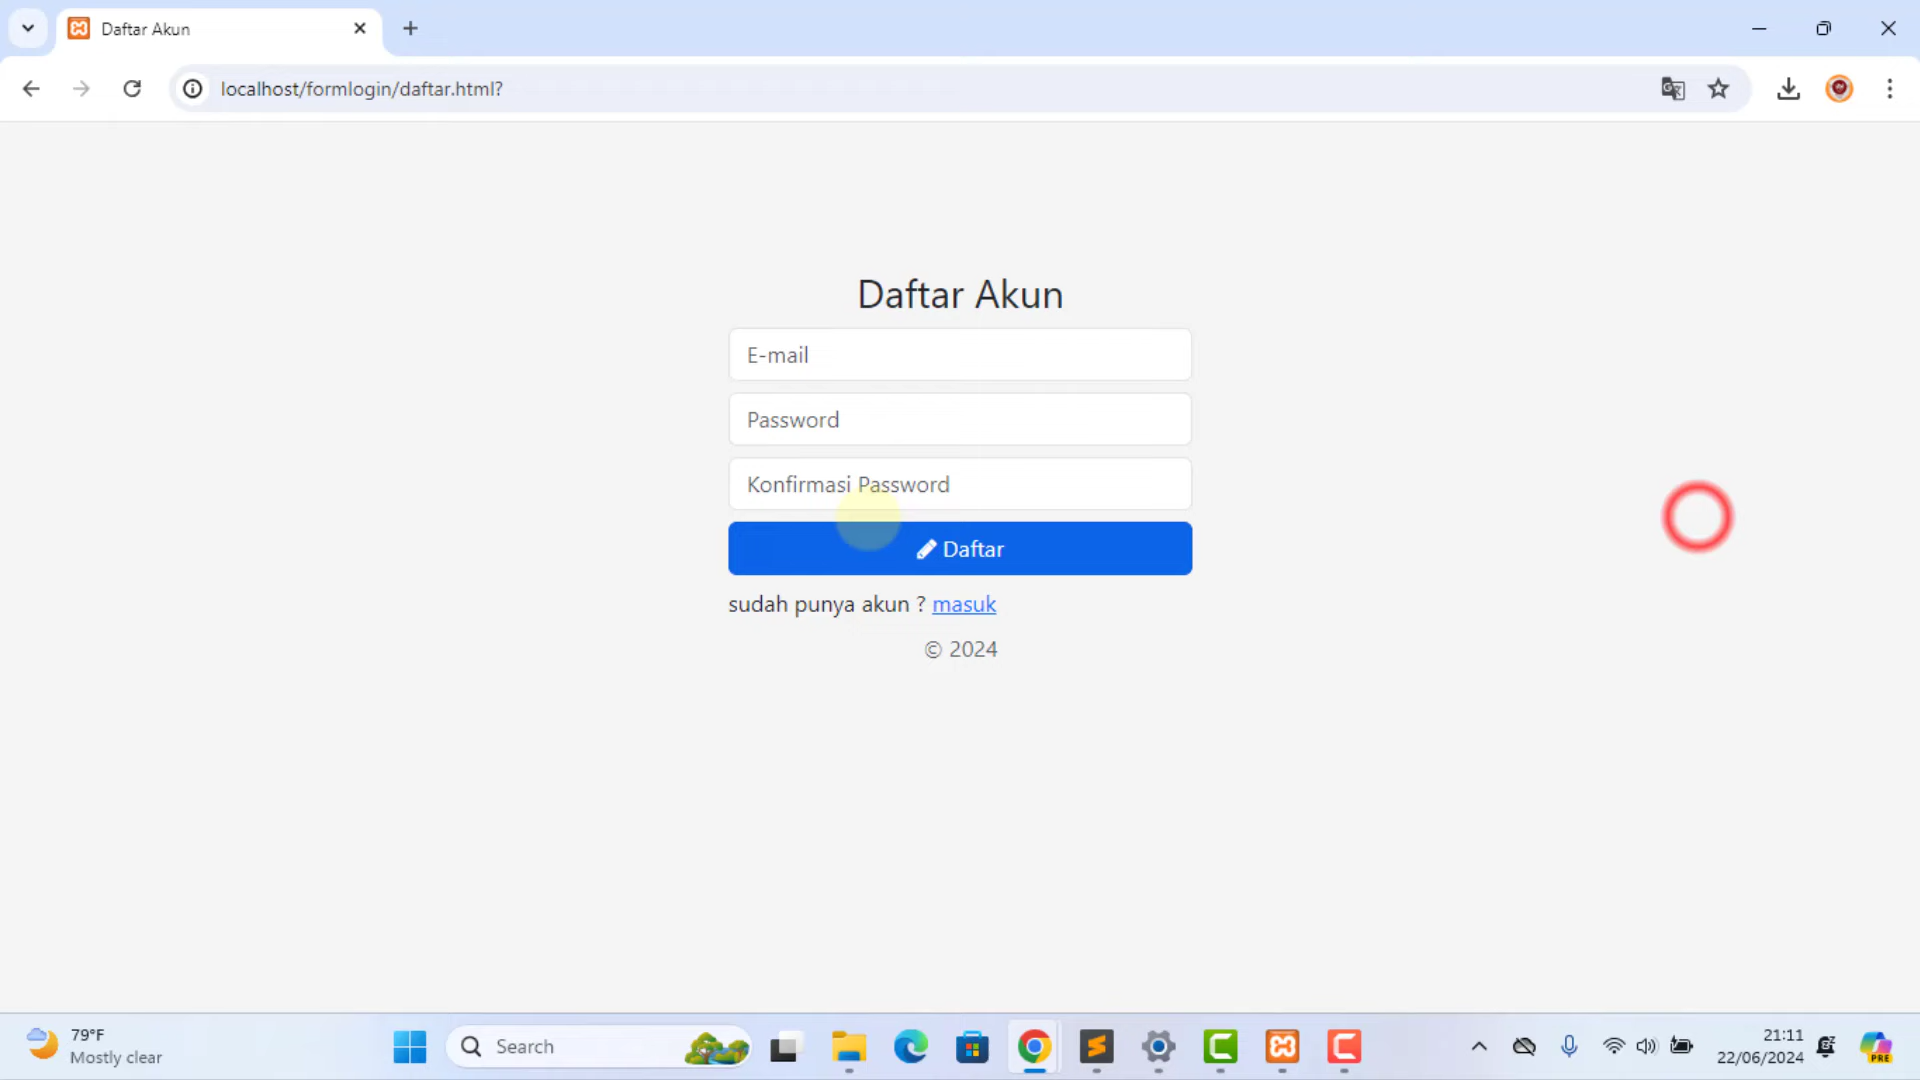 Daftar Akun
localhost/formlogin/daftar.html?
Daftar Akun
E-mail
Password
Konfirmasi Password
Daftar
sudah punya akun ? masuk
© 2024
79°F
Mostly clear
Search
21:11
22/06/2024
PRE